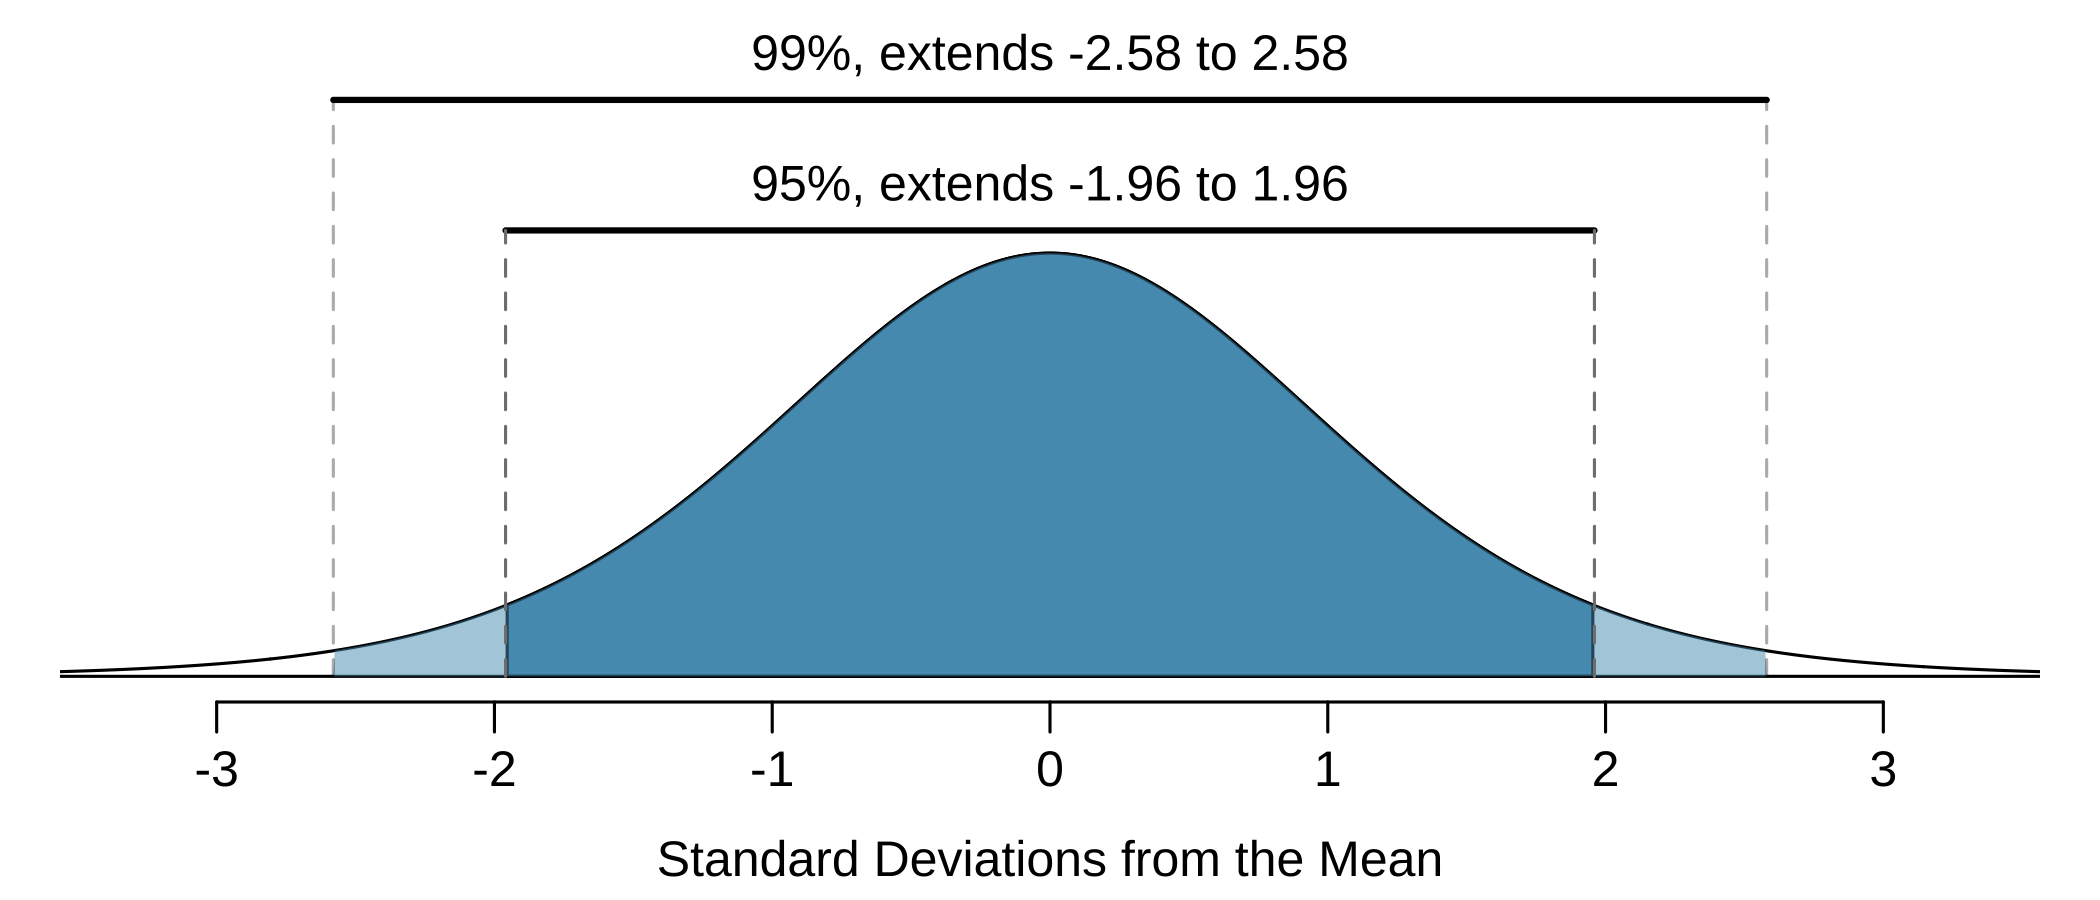 99%, extends -2.58 to 2.58
95%, extends -1.96 to 1.96
-3 -2 -1 0 1 2 3
Standard Deviations from the Mean